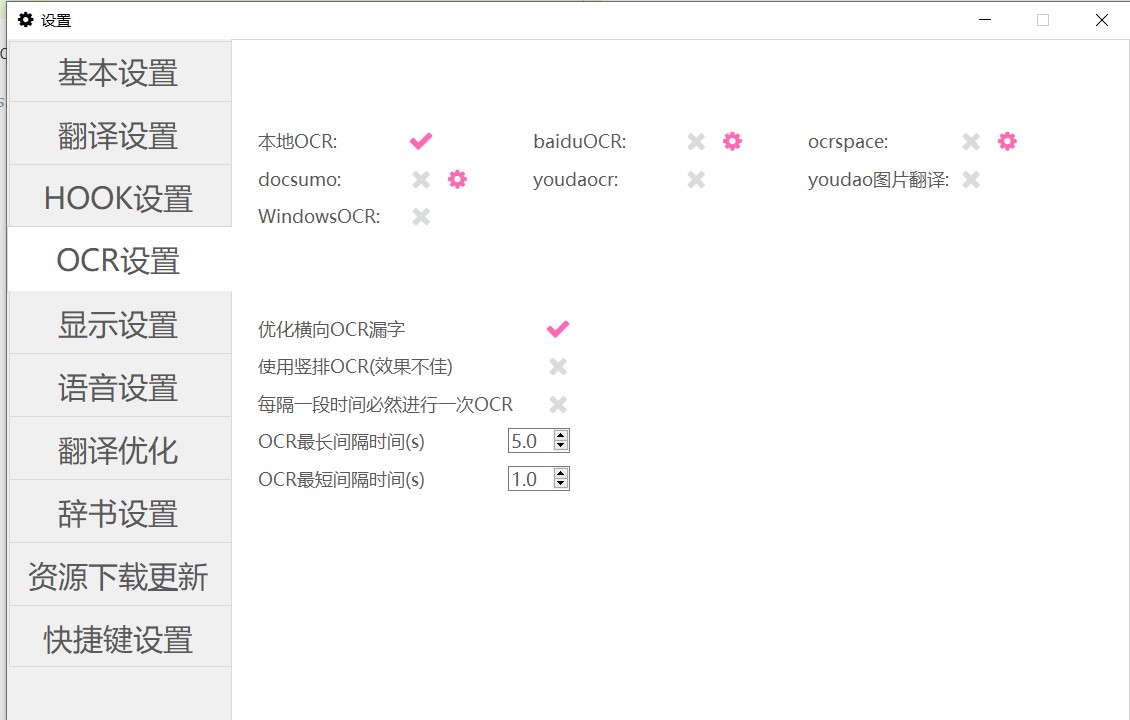 设置
基本设置
翻译设置
HOOK设置
OCR设置
显示设置
语音设置
翻译优化
辞书设置
资源下载更新
快捷键设置
本地OCR: baiduOCR: ocrspace:
docsumo: youdaocr: youdao图片翻译:
WindowsOCR:
优化横向OCR漏字
使用竖排OCR(效果不佳)
每隔一段时间必然进行一次OCR
OCR最长间隔时间(s) 5.0
OCR最短间隔时间(s) 1.0